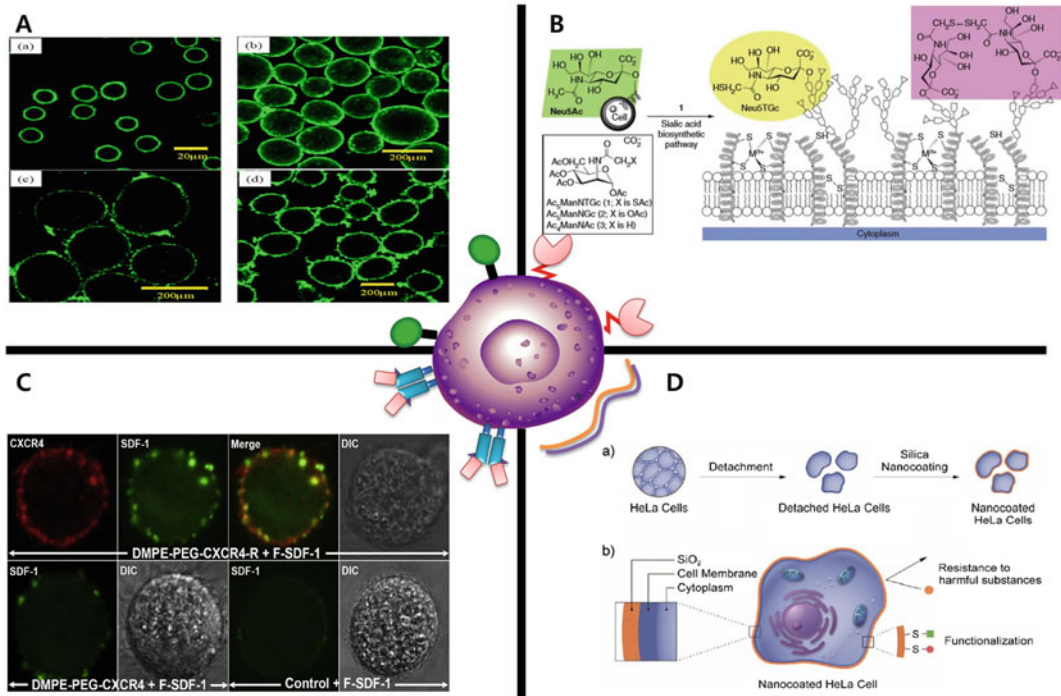 A
(a)
20μm
(b)
200μm
(c)
200μm
(d)
200μm
B
Neu5Ac
Cell
1
Sialic acid
biosynthetic
pathway
Ac5ManNTGc (1; X is SAc)
Ac5ManNGc (2; X is OAc)
Ac4ManNAc (3; X is H)
Neu5TGc
SH
SH
Cytoplasm
C
CXCR4
SDF-1
Merge
DIC
DMPE-PEG-CXCR4-R + F-SDF-1
SDF-1
DIC
SDF-1
DIC
DMPE-PEG-CXCR4 + F-SDF-1
Control + F-SDF-1
D
a)
HeLa Cells
Detachment
Detached HeLa Cells
Silica
Nanocoating
Nanocoated
HeLa Cells
b)
SiO2
Cell Membrane
Cytoplasm
Resistance to
harmful substances
S
S
Functionalization
Nanocoated HeLa Cell